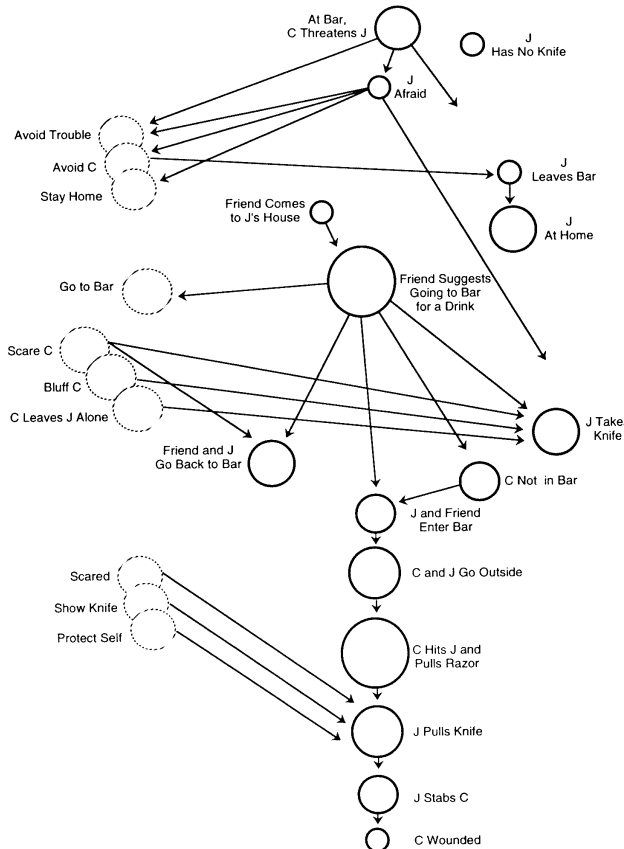 At Bar,
C Threatens J
J
Has No Knife
J
Afraid
Avoid Trouble
Avoid C
Stay Home
J
Leaves Bar
Friend Comes
to J's House
J
At Home
Go to Bar
Friend Suggests
Going to Bar
for a Drink
Scare C
Bluff C
C Leaves J Alone
J Take
Knife
Friend and J
Go Back to Bar
C Not in Bar
J and Friend
Enter Bar
C and J Go Outside
Scared
Show Knife
Protect Self
C Hits J and
Pulls Razor
J Pulls Knife
J Stabs C
C Wounded